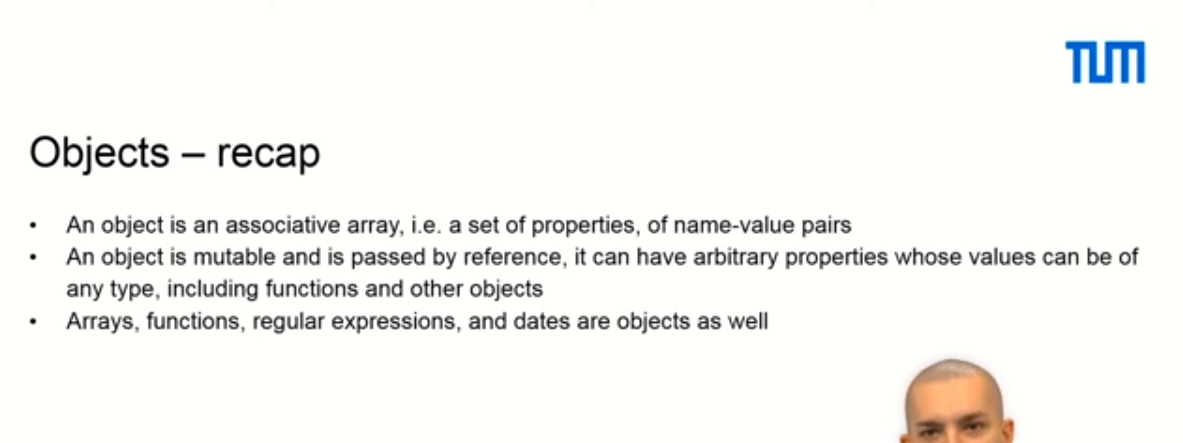 TUM
Objects – recap
• An object is an associative array, i.e. a set of properties, of name-value pairs
• An object is mutable and is passed by reference, it can have arbitrary properties whose values can be of
any type, including functions and other objects
• Arrays, functions, regular expressions, and dates are objects as well